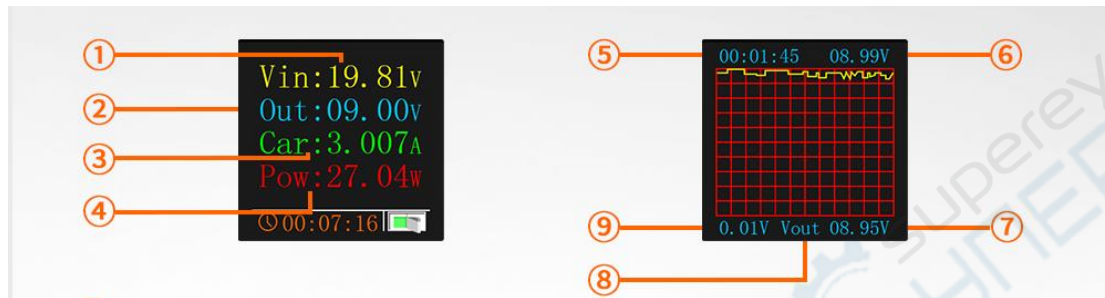 ①
Vin:19.81V
②
Out:09.00V
③
Car:3.007A
④
Pow:27.04W
00:07:16
⑤
00:01:45 08.99V
⑥
⑨
0.01V Vout 08.95V
⑦
⑧
superey